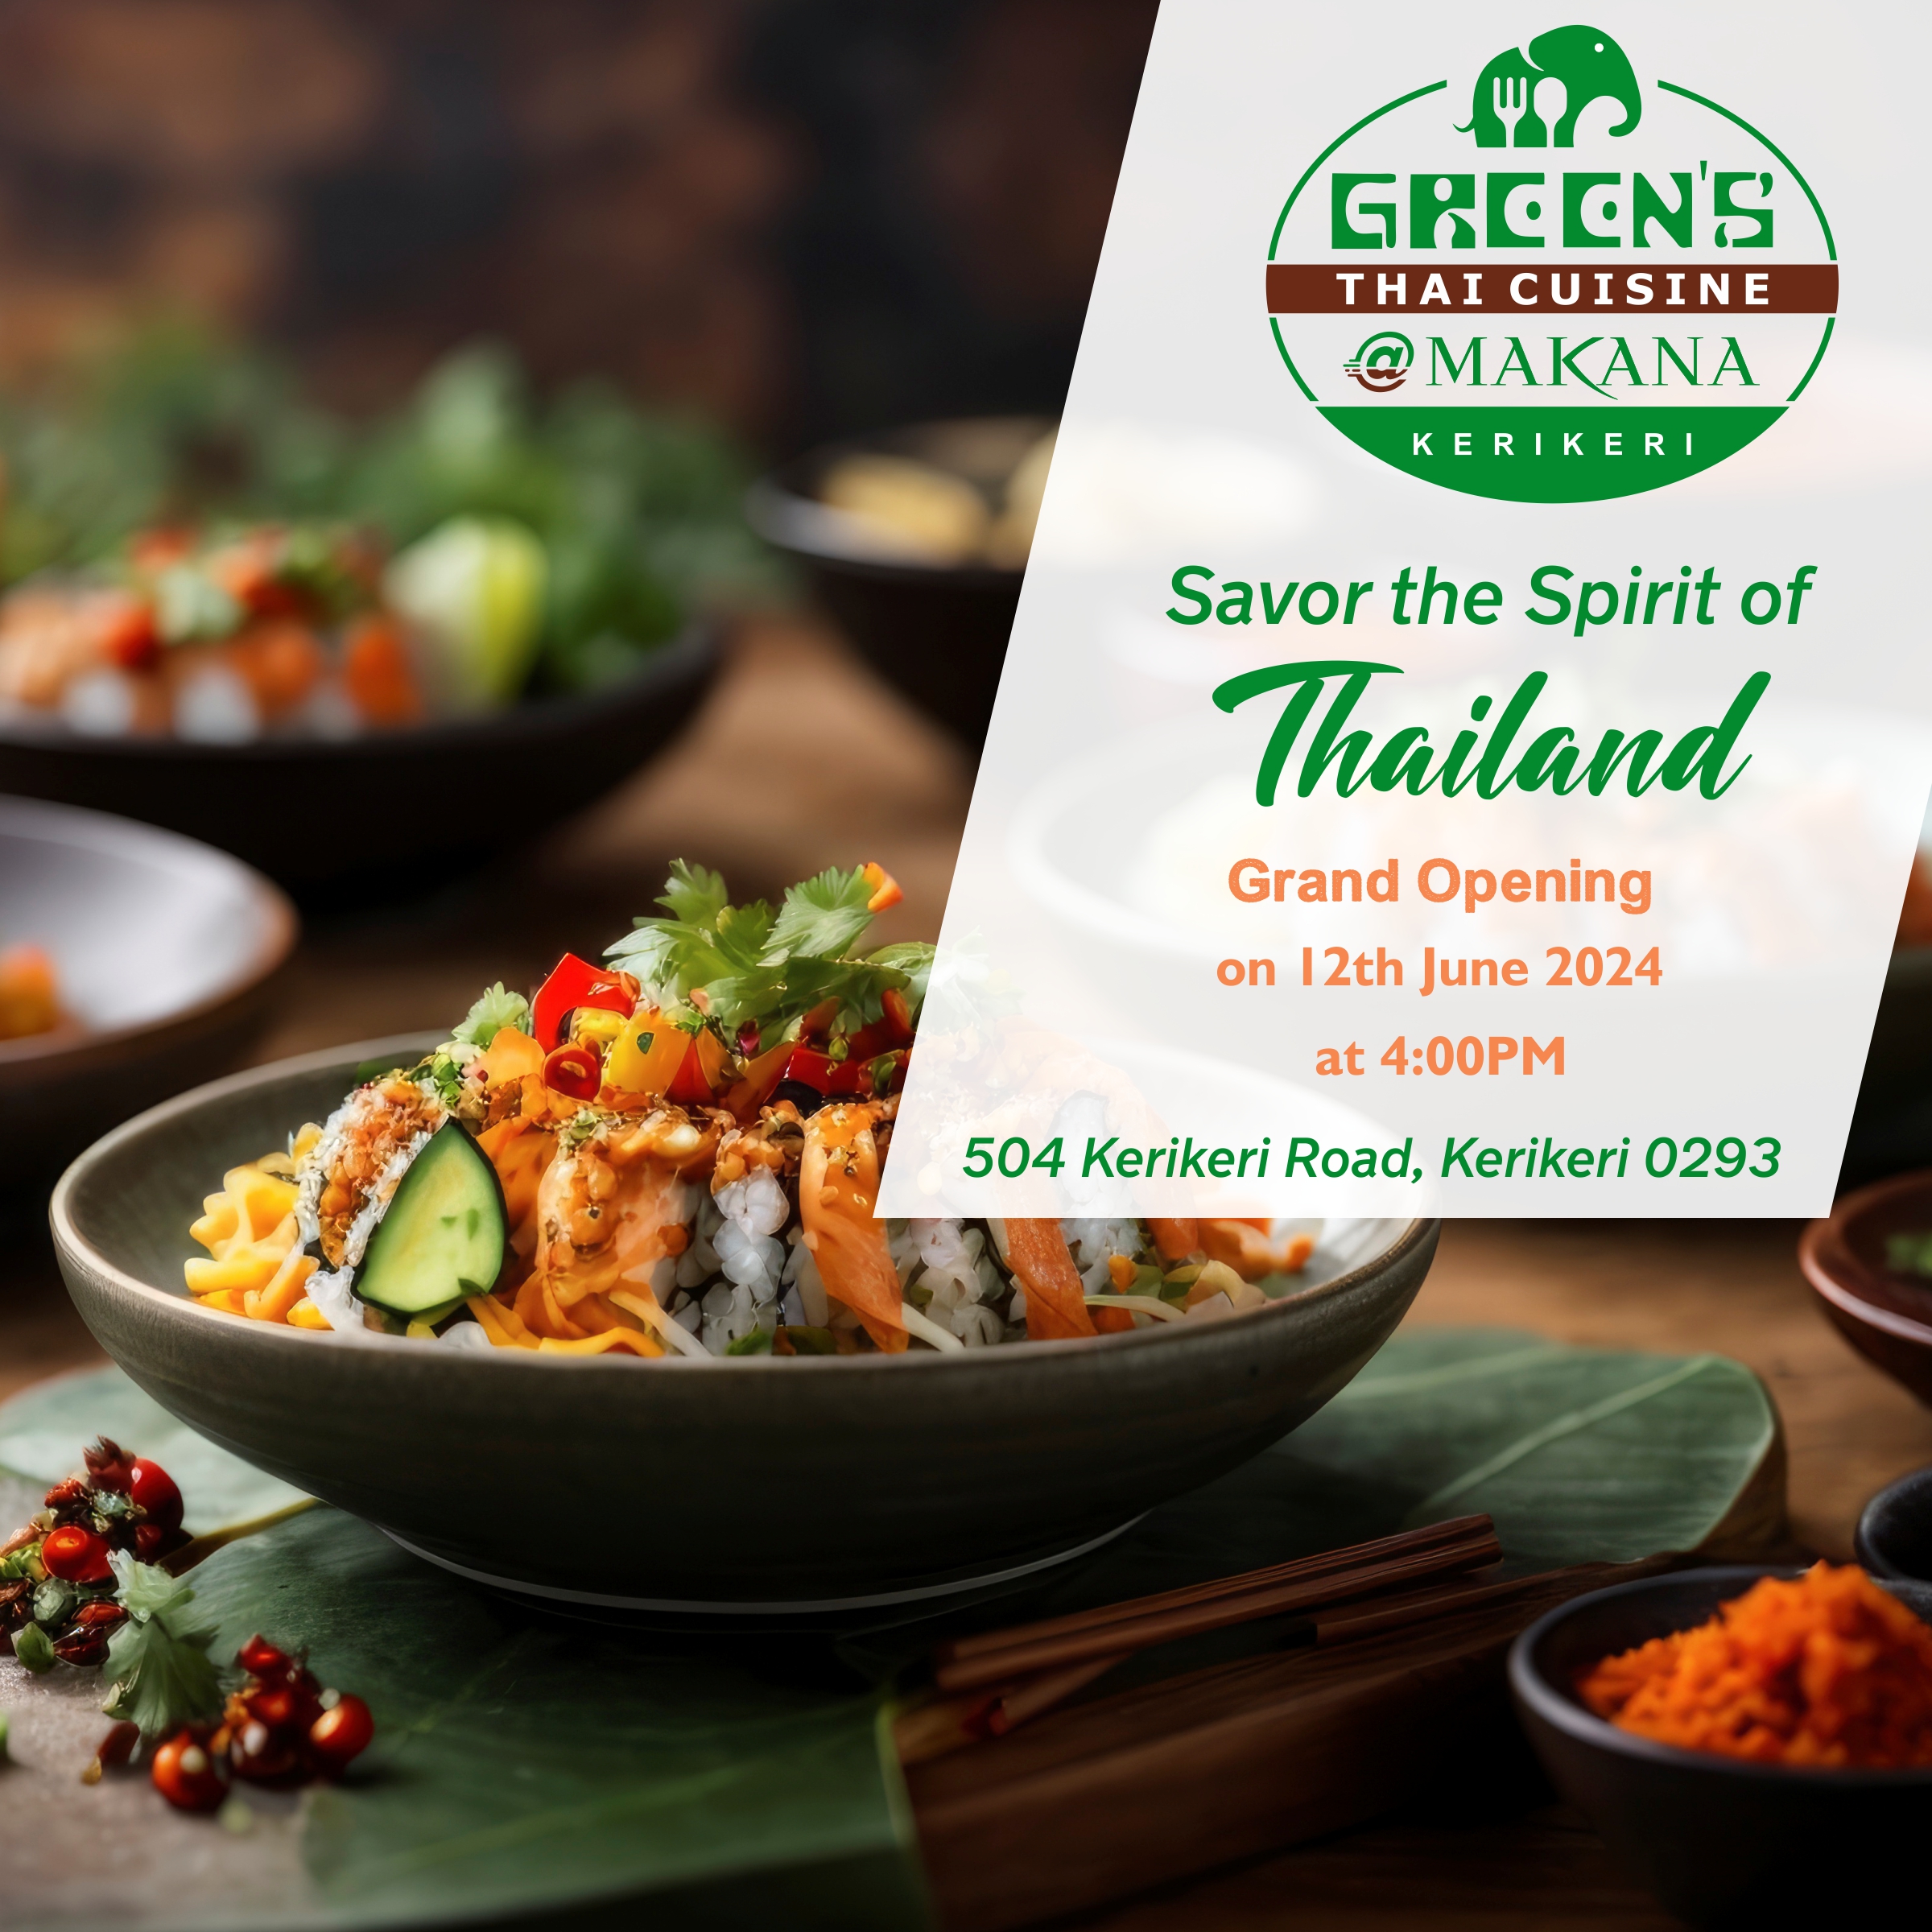 GREEN'S
THAI CUISINE
@MAKANA
KERIKERI
Savor the Spirit of
Thailand
Grand Opening
on 12th June 2024
at 4:00PM
504 Kerikeri Road, Kerikeri 0293